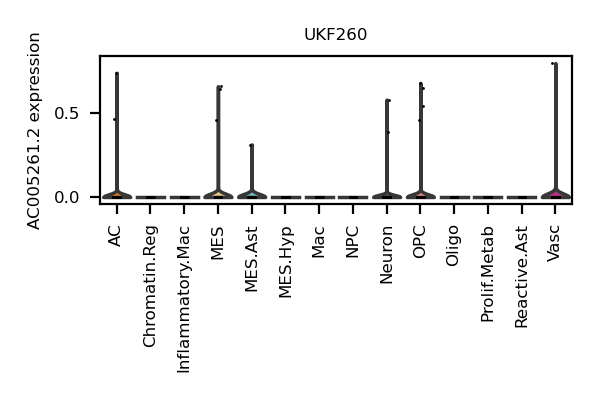 UKF260
AC005261.2 expression
0.5
0.0
AC
Chromatin.Reg
Inflammatory.Mac
MES
MES.Ast
MES.Hyp
Mac
NPC
Neuron
OPC
Oligo
Prolif.Metab
Reactive.Ast
Vasc